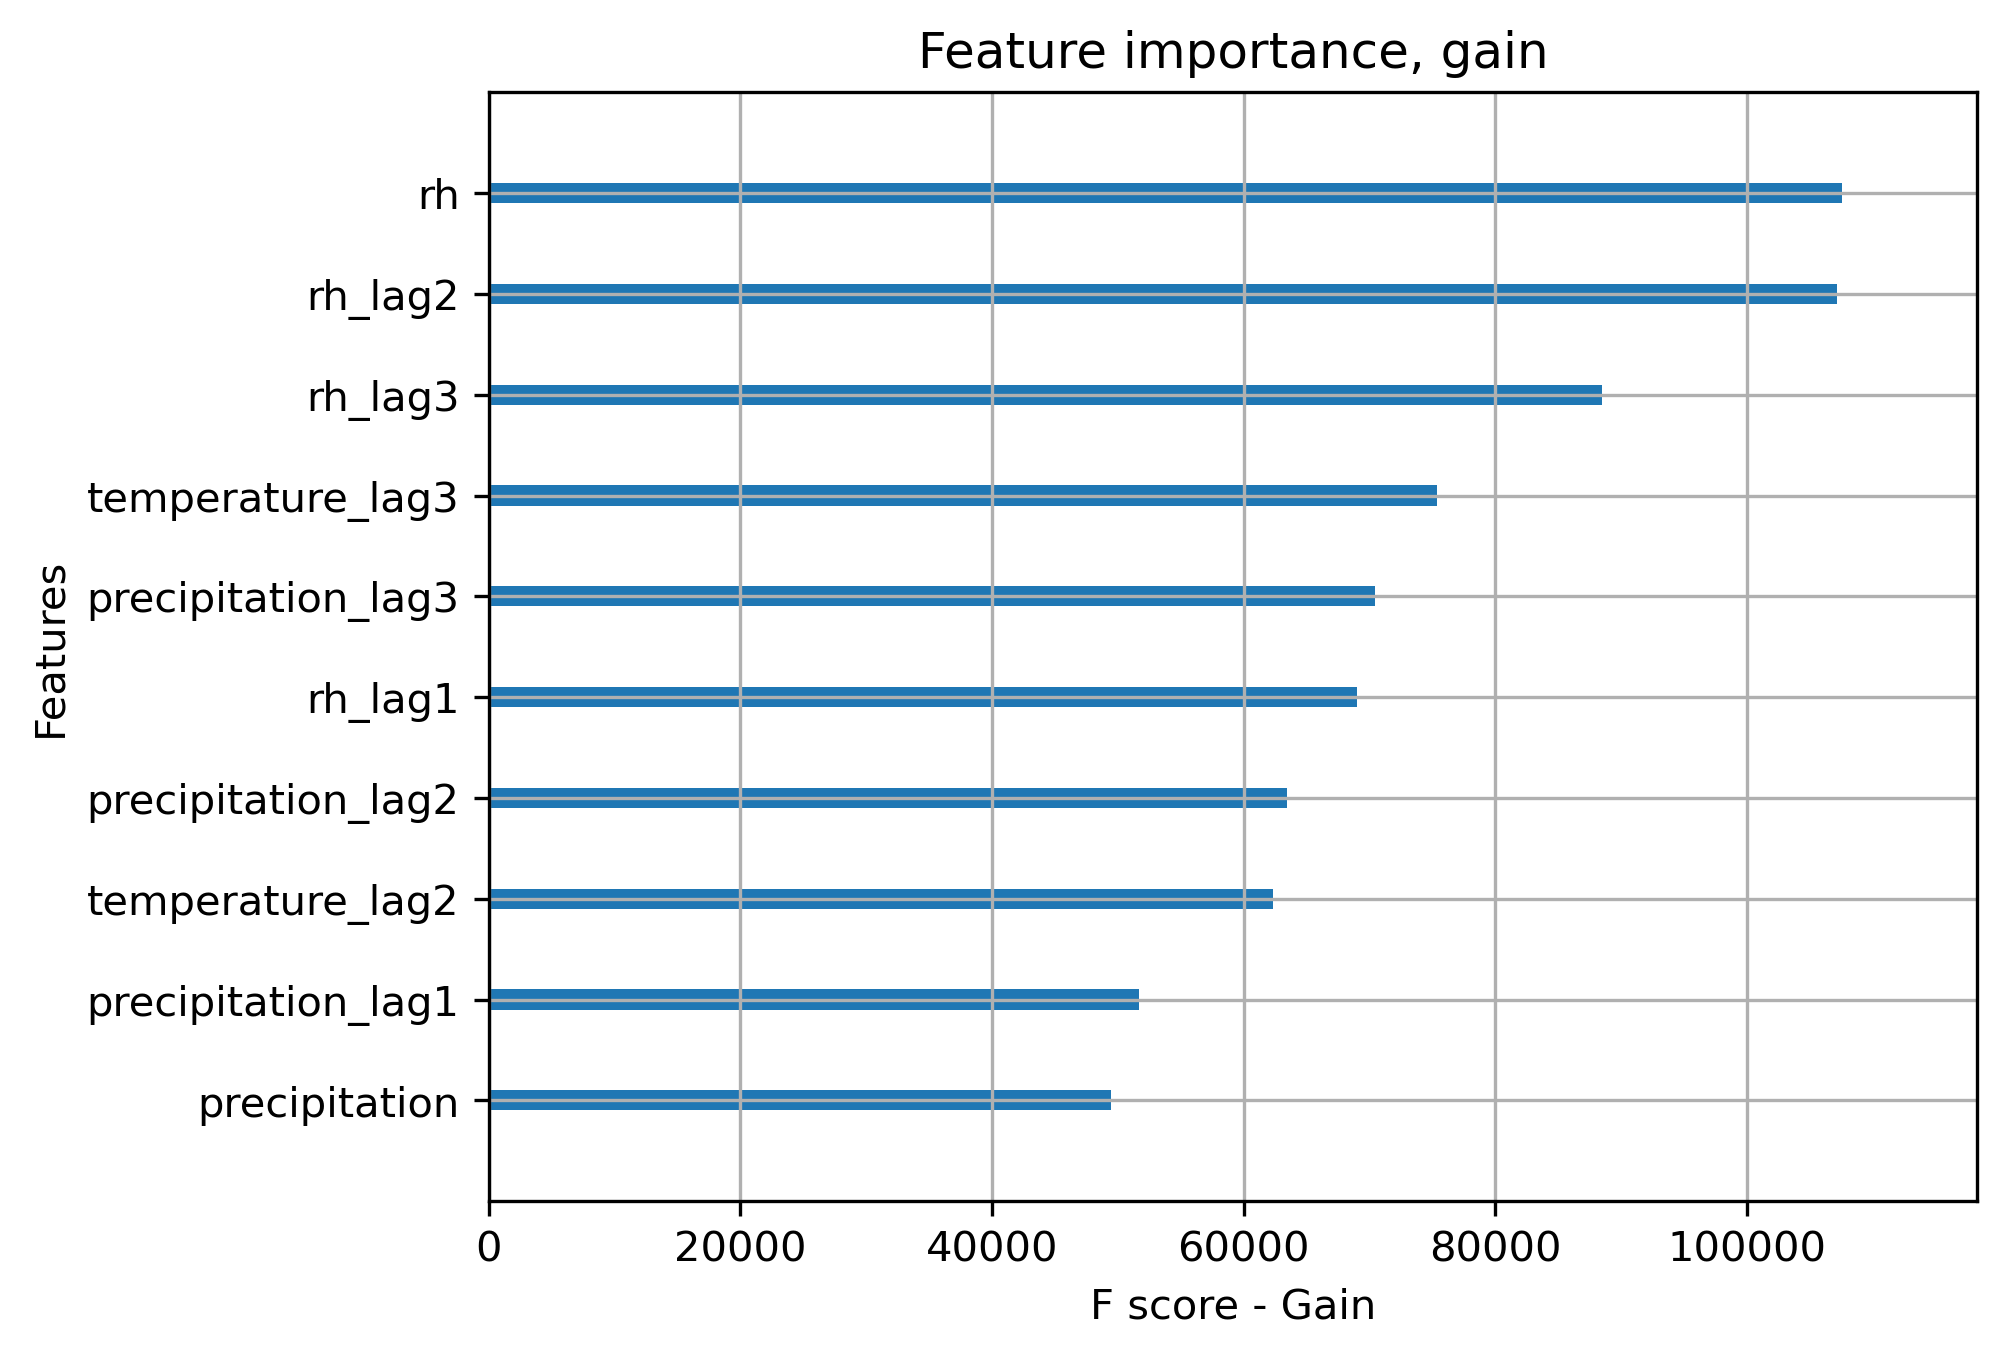 Feature importance, gain
Features
rh
rh_lag2
rh_lag3
temperature_lag3
precipitation_lag3
rh_lag1
precipitation_lag2
temperature_lag2
precipitation_lag1
precipitation
0 20000 40000 60000 80000 100000
F score - Gain